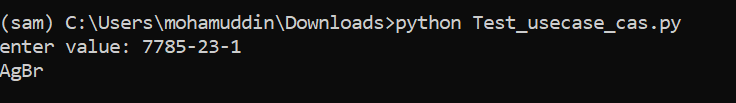 (sam) C:\Users\mohamuddin\Downloads>python Test_usecase_cas.py
enter value: 7785-23-1
AgBr